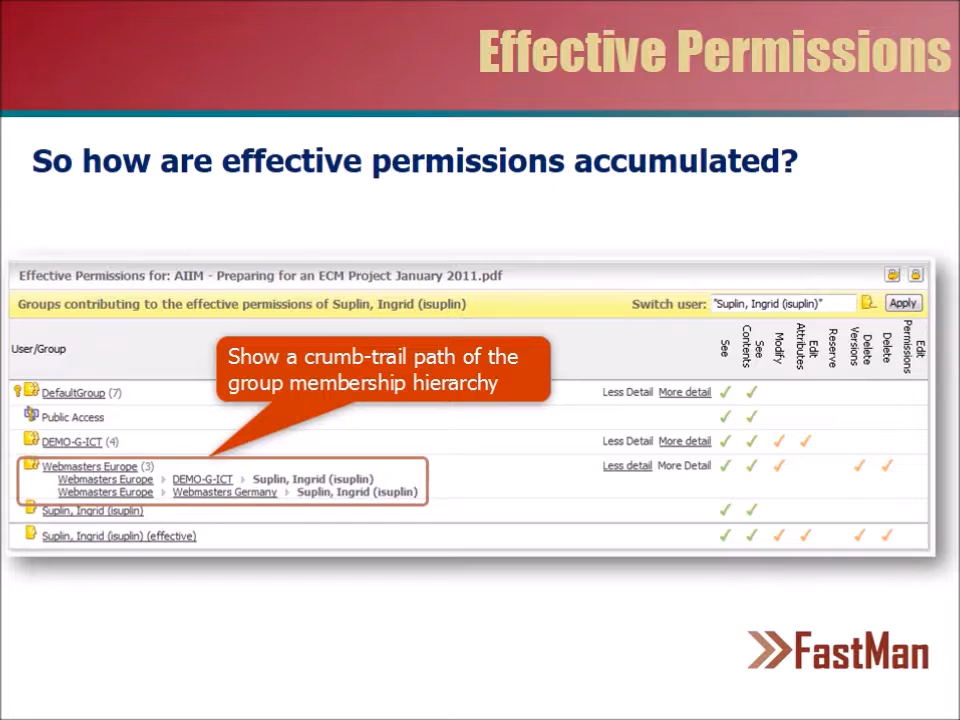 Effective Permissions
So how are effective permissions accumulated?
Effective Permissions for: AIIM - Preparing for an ECM Project January 2011.pdf
Groups contributing to the effective permissions of Suplin, Ingrid (isuplin) Switch user: "Suplin, Ingrid (isuplin)" Apply
User/Group See See Contents Modify Edit Attributes Reserve Delete Versions Delete Edit Permissions
Show a crumb-trail path of the
group membership hierarchy
DefaultGroup (7) Less Detail More detail
Public Access
DEMO-G-ICT (4) Less Detail More detail
Webmasters Europe (3) Less detail More Detail
Webmasters Europe DEMO-G-ICT Suplin, Ingrid (isuplin)
Webmasters Europe Webmasters Germany Suplin, Ingrid (isuplin)
Suplin, Ingrid (isuplin)
Suplin, Ingrid (isuplin) (effective)
FastMan